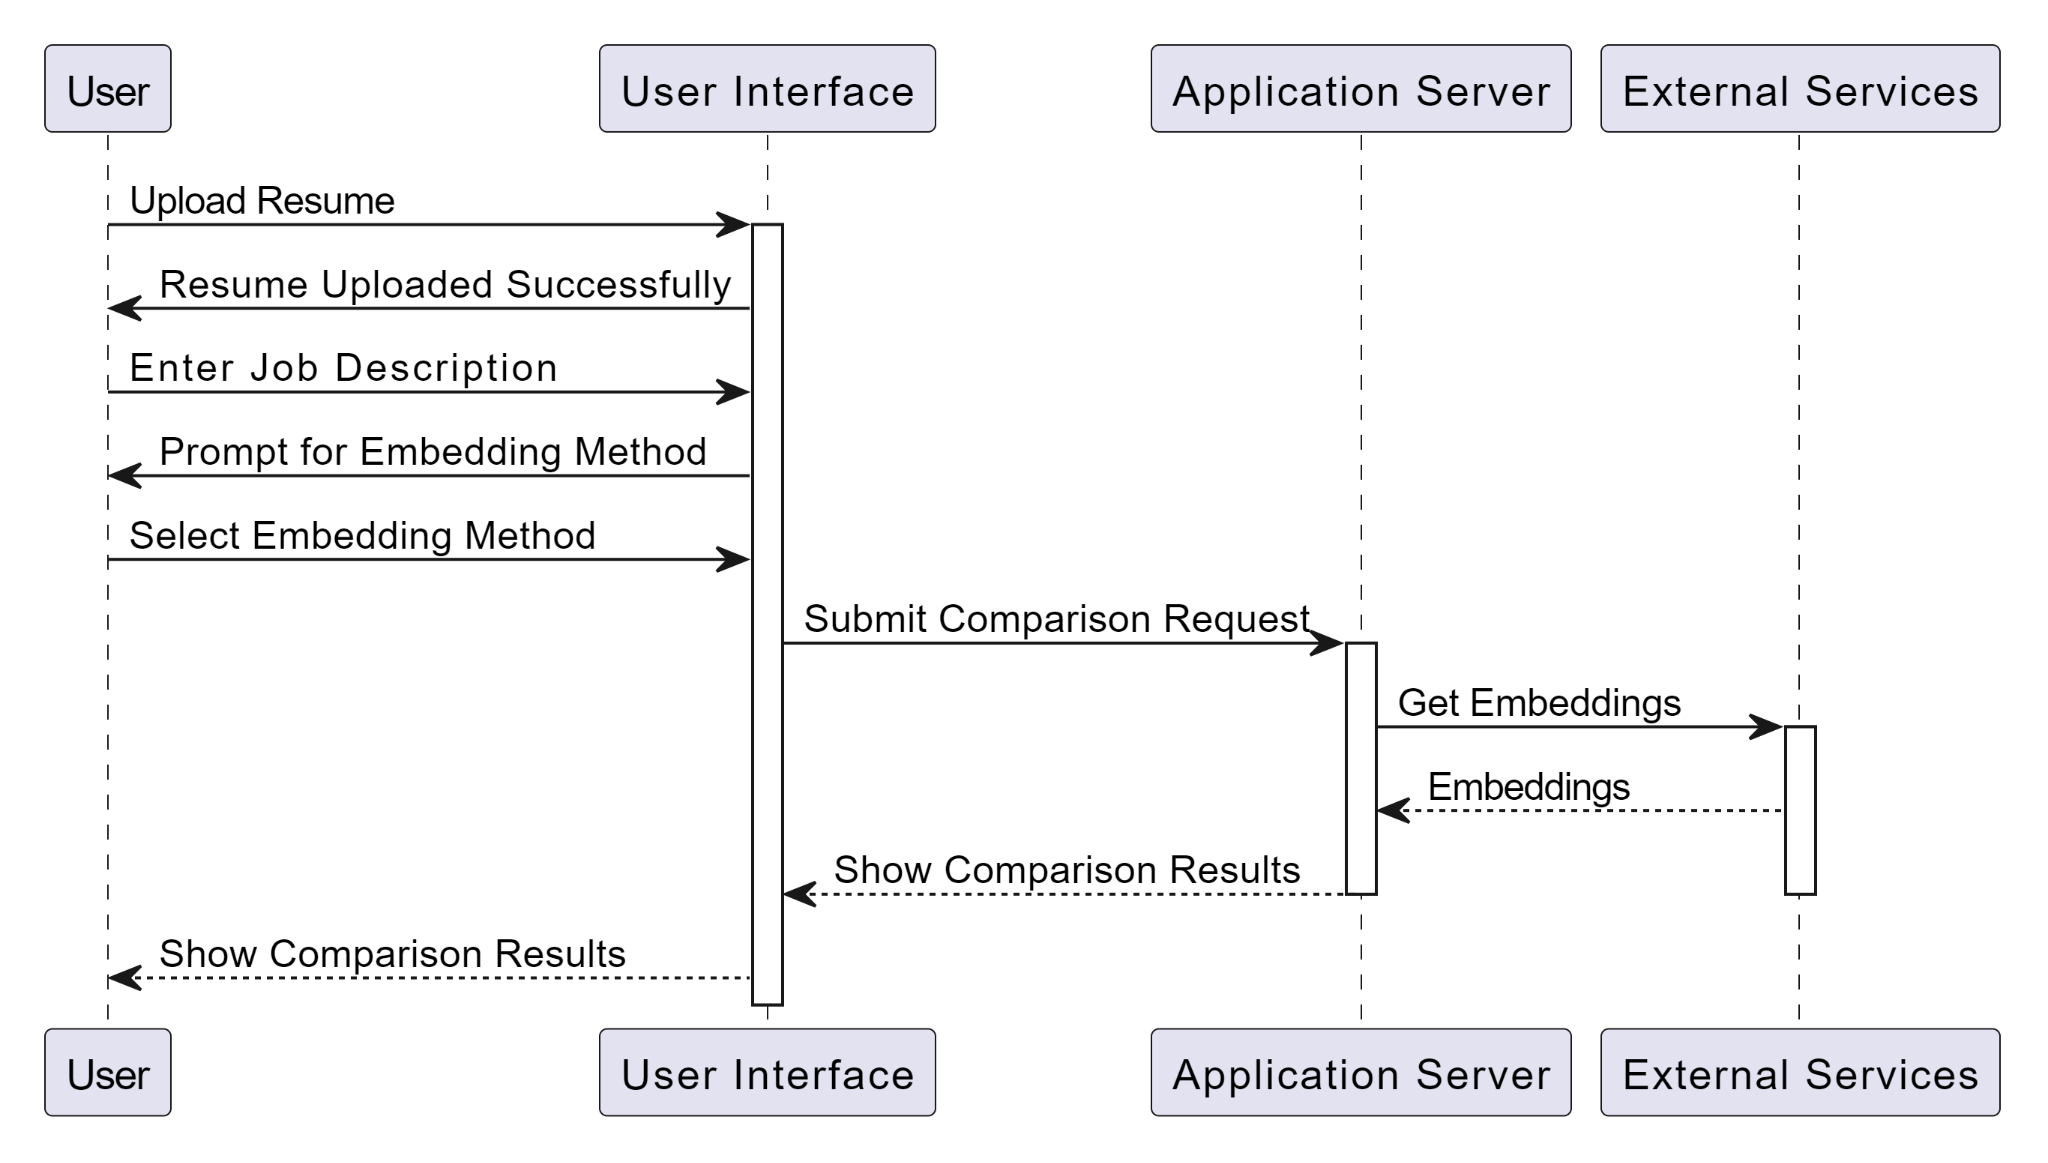 User
User Interface
Application Server
External Services
Upload Resume
Resume Uploaded Successfully
Enter Job Description
Prompt for Embedding Method
Select Embedding Method
Submit Comparison Request
Get Embeddings
Embeddings
Show Comparison Results
Show Comparison Results
User
User Interface
Application Server
External Services